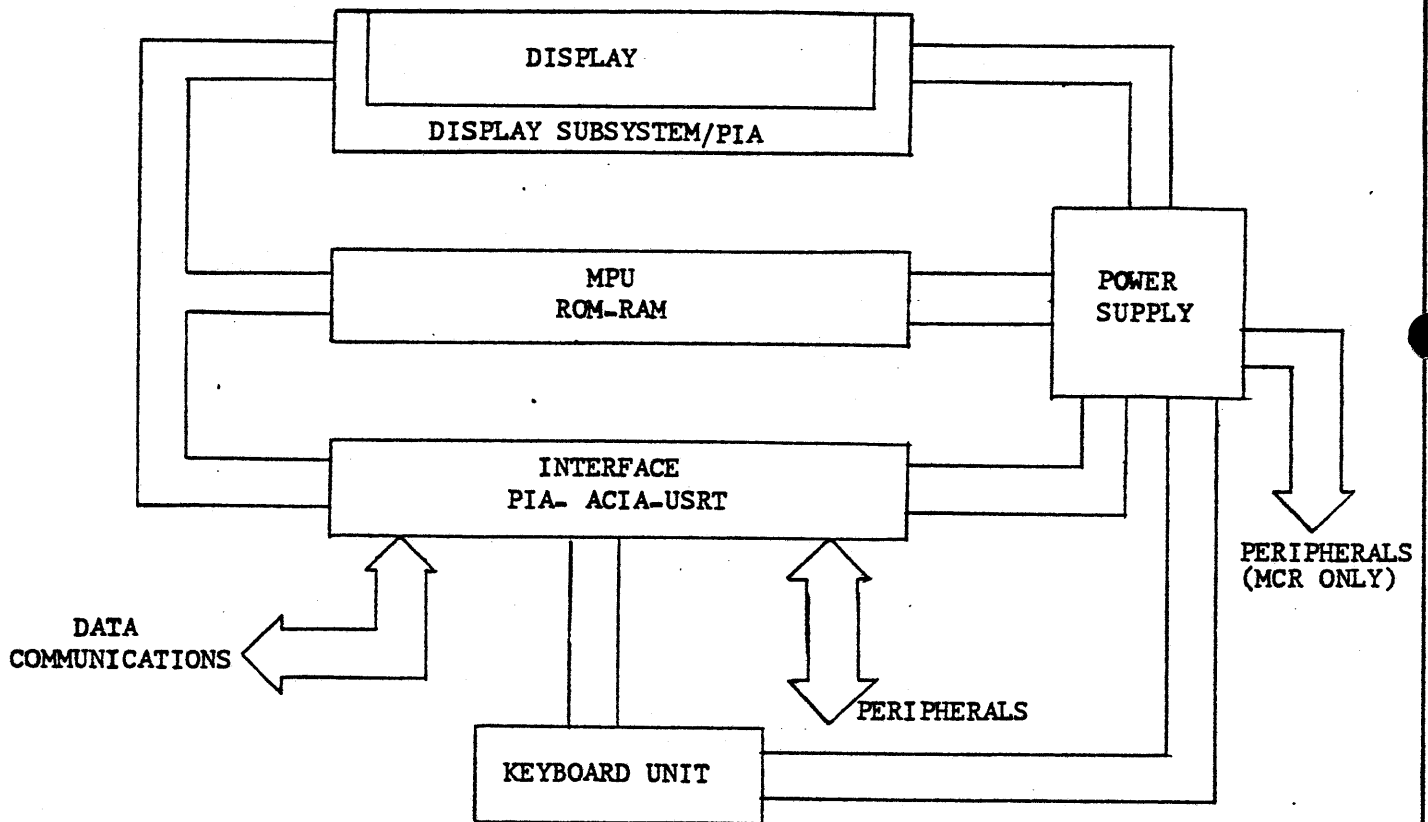 DISPLAY
DISPLAY SUBSYSTEM/PIA
MPU
ROM-RAM
POWER
SUPPLY
INTERFACE
PIA- ACIA-USRT
PERIPHERALS
(MCR ONLY)
DATA
COMMUNICATIONS
PERIPHERALS
KEYBOARD UNIT